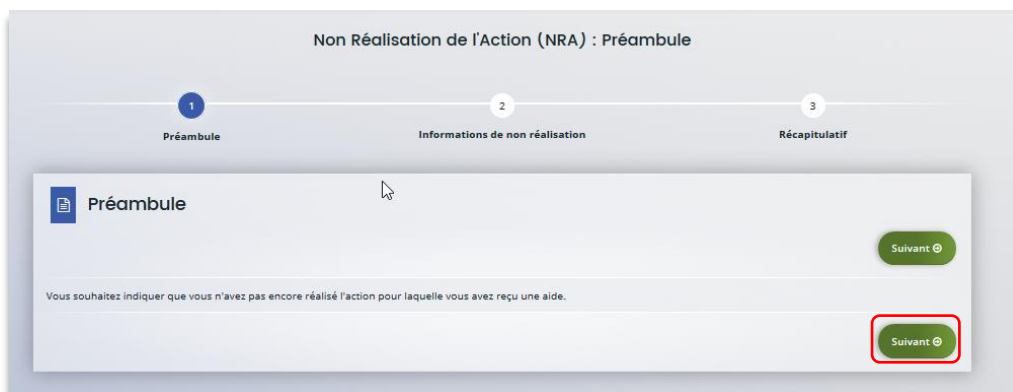 Non Réalisation de l'Action (NRA) : Préambule
1
2
3
Préambule
Informations de non réalisation
Récapitulatif
Préambule
Suivant
Vous souhaitez indiquer que vous n'avez pas encore réalisé l'action pour laquelle vous avez reçu une aide.
Suivant